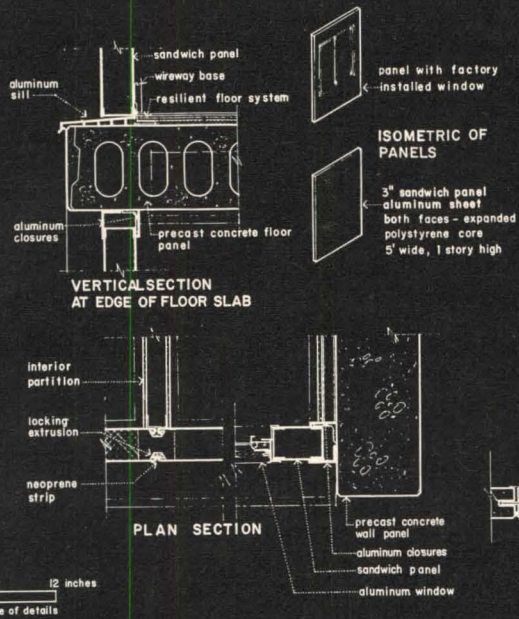 sandwich panel
wireway base
aluminum
sill
resilient floor system
aluminum
closures
precast concrete floor
panel
VERTICAL SECTION
AT EDGE OF FLOOR SLAB
panel with factory
installed window
ISOMETRIC OF
PANELS
3" sandwich panel
aluminum sheet
both faces - expanded
polystyrene core
5' wide, 1 story high
interior
partition
locking
extrusion
neoprene
strip
PLAN SECTION
precast concrete
wall panel
aluminum closures
sandwich panel
aluminum window
12 inches
e of details